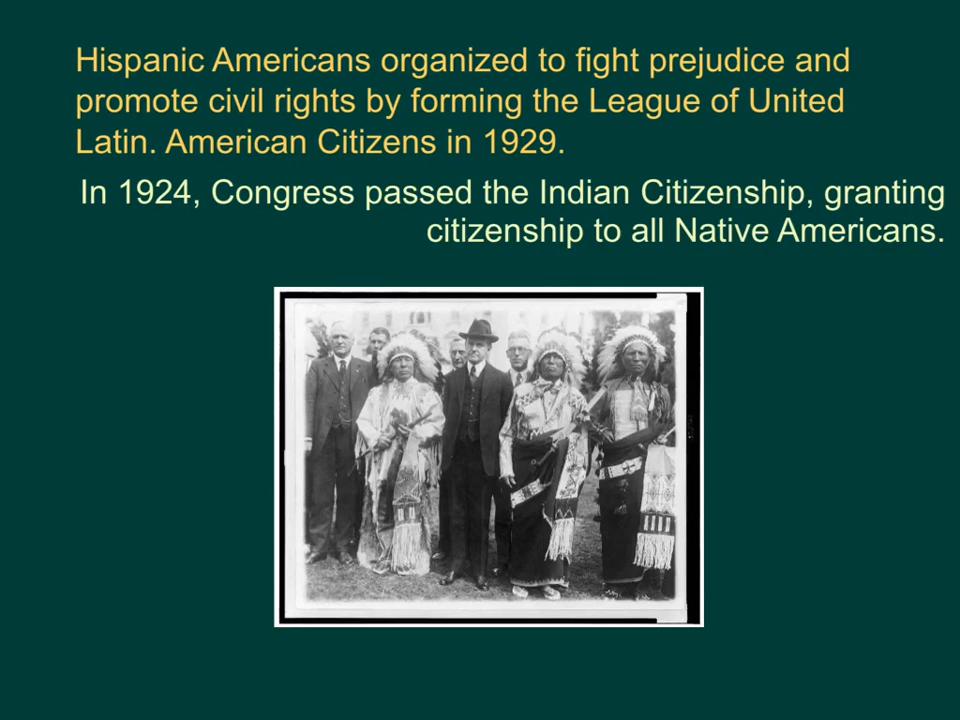 Hispanic Americans organized to fight prejudice and
promote civil rights by forming the League of United
Latin. American Citizens in 1929.
In 1924, Congress passed the Indian Citizenship, granting
citizenship to all Native Americans.